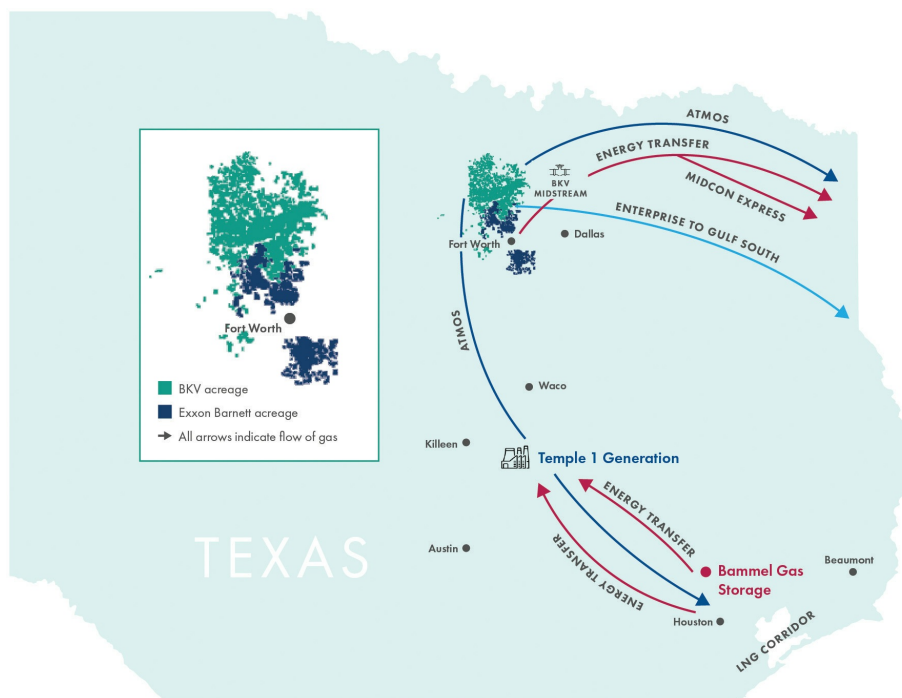 ATMOS
ENERGY TRANSFER
MIDCON EXPRESS
BKV
MIDSTREAM
ENTERPRISE TO GULF SOUTH
Fort Worth
Dallas
Fort Worth
BKV acreage
Exxon Barnett acreage
All arrows indicate flow of gas
ATMOS
Waco
Killeen
Temple 1 Generation
ENERGY TRANSFER
TEXAS
Austin
ENERGY TRANSFER
Bammel Gas
Storage
Beaumont
Houston
LNG CORRIDOR